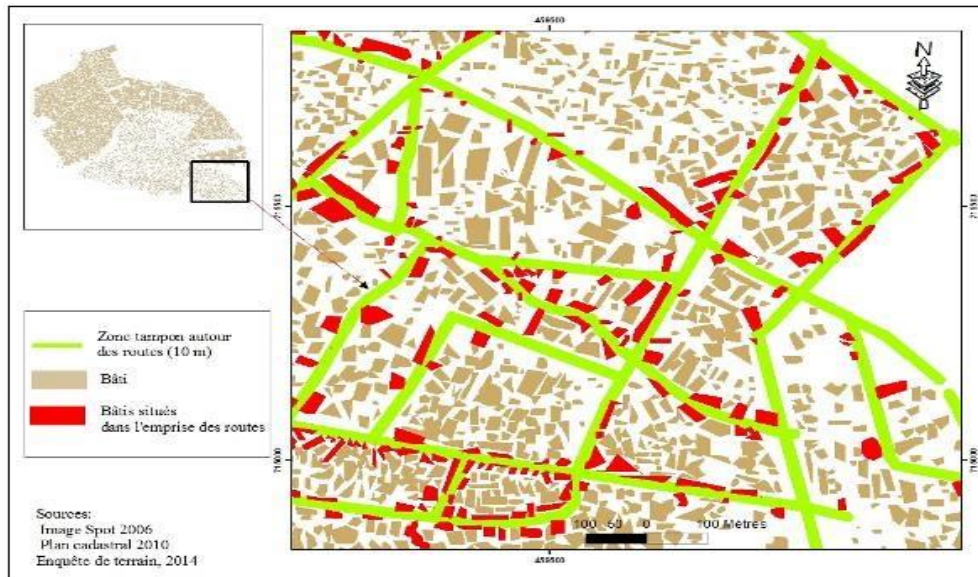 459500
N
Zone tampon autour
des routes (10 m)
Bâti
Bâtis situés
dans l'emprise des routes
Sources:
Image Spot 2006
Plan cadastral 2010
Enquête de terrain, 2014
100 50 0 100 Mètres